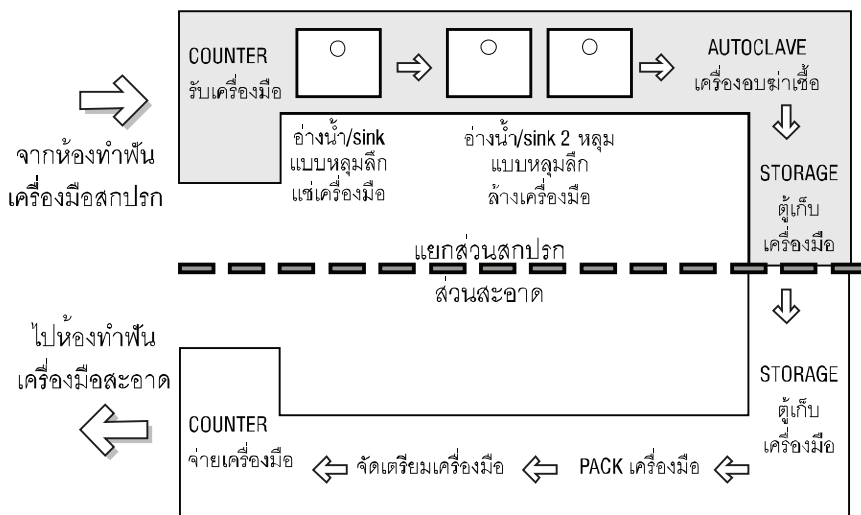 COUNTER
รับเครื่องมือ
AUTOCLAVE
เครื่องอบฆ่าเชื้อ
จากห้องทำฟัน
เครื่องมือสกปรก
อ่างน้ำ/sink
แบบหลุมลึก
แช่เครื่องมือ
อ่างน้ำ/sink 2 หลุม
แบบหลุมลึก
ล้างเครื่องมือ
STORAGE
ตู้เก็บ
เครื่องมือ
แยกส่วนสกปรก
ส่วนสะอาด
ไปห้องทำฟัน
เครื่องมือสะอาด
STORAGE
ตู้เก็บ
เครื่องมือ
COUNTER
จ่ายเครื่องมือ
จัดเตรียมเครื่องมือ
PACK เครื่องมือ